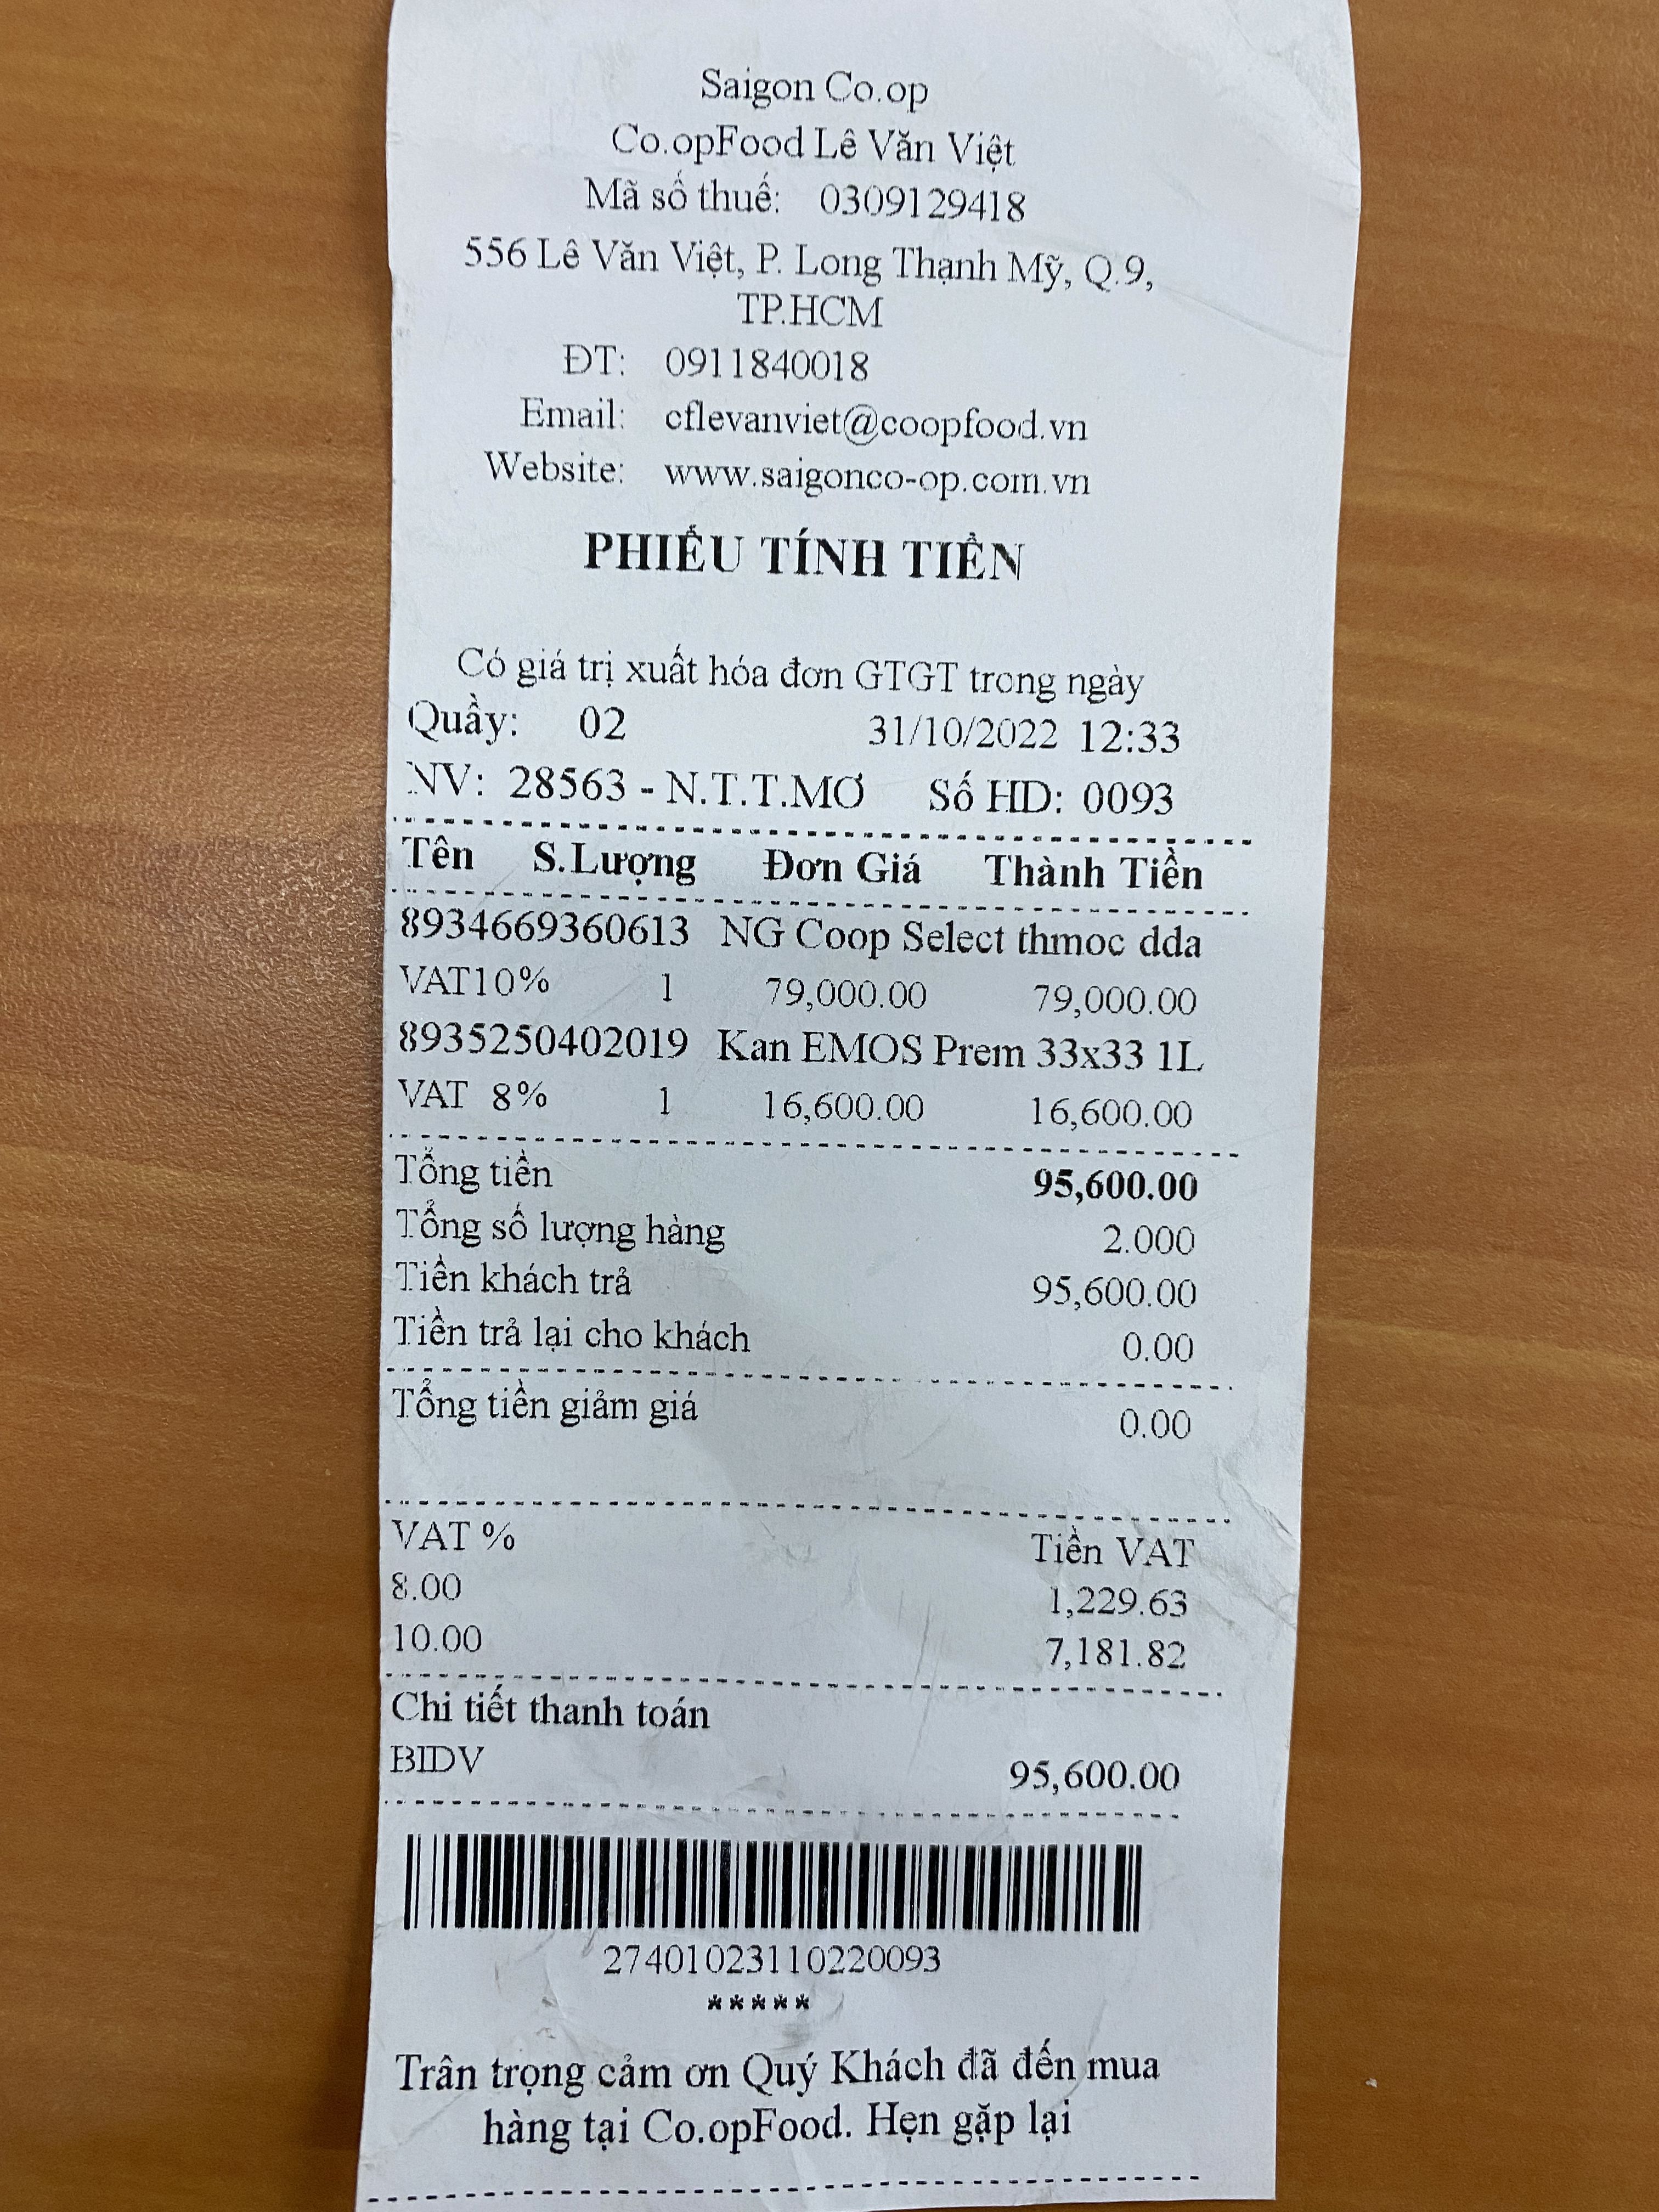 Saigon Co.op
Co.opFood Lê Văn Việt
Mã số thuế: 0309129418
556 Lê Văn Việt, P. Long Thạnh Mỹ, Q.9,
TP.HCM
ĐT: 0911840018
Email: cflevanviet@coopfood.vn
Website: www.saigonco-op.com.vn
PHIẾU TÍNH TIỀN
Có giá trị xuất hóa đơn GTGT trong ngày
Quầy: 02 31/10/2022 12:33
NV: 28563 - N.T.T.MƠ Số HD: 0093
Tên S.Lượng Đơn Giá Thành Tiền
8934669360613 NG Coop Select thmoc dda
VAT10% 1 79,000.00 79,000.00
8935250402019 Kan EMOS Prem 33x33 1L
VAT 8% 1 16,600.00 16,600.00
Tổng tiền 95,600.00
Tổng số lượng hàng 2.000
Tiền khách trả 95,600.00
Tiền trả lại cho khách 0.00
Tổng tiền giảm giá 0.00
VAT % Tiền VAT
8.00 1,229.63
10.00 7,181.82
Chi tiết thanh toán
BIDV 95,600.00
27401023110220093
*****
Trân trọng cảm ơn Quý Khách đã đến mua
hàng tại Co.opFood. Hẹn gặp lại